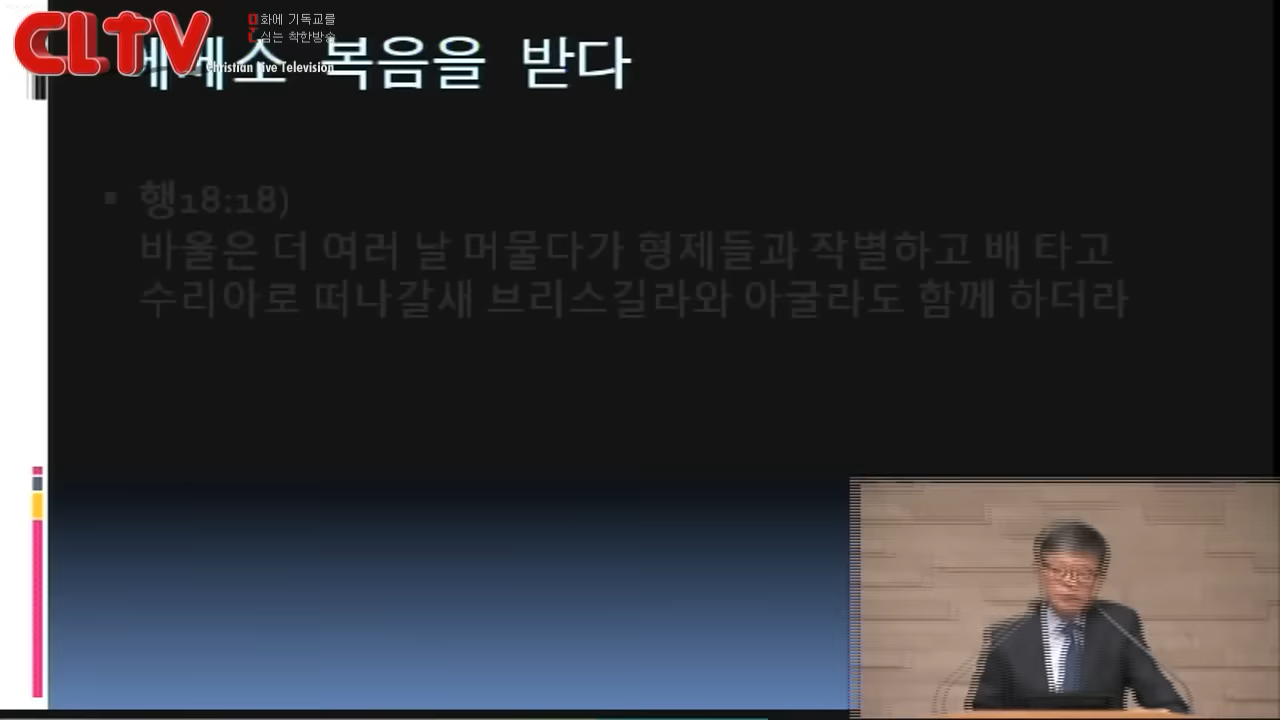 CLTV
화에 기독교를
심는 착한방송
Christian Live Television
에베소 복음을 받다
행18:18)
바울은 더 여러 날 머물다가 형제들과 작별하고 배 타고
수리아로 떠나갈새 브리스길라와 아굴라도 함께 하더라